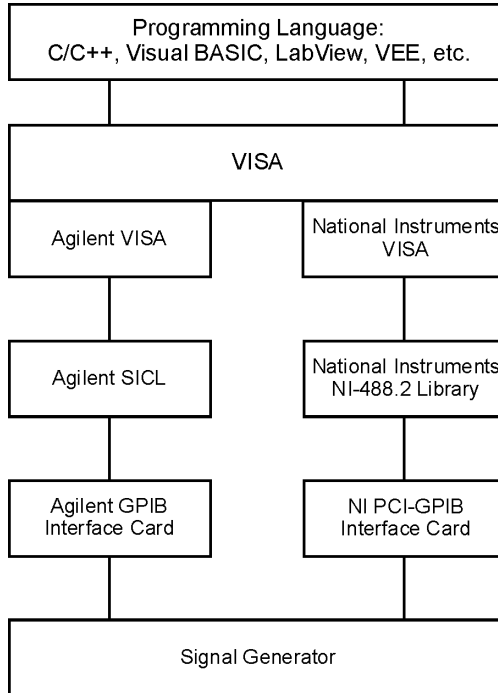 Programming Language:
C/C++, Visual BASIC, LabView, VEE, etc.
VISA
Agilent VISA
National Instruments
VISA
Agilent SICL
National Instruments
NI-488.2 Library
Agilent GPIB
Interface Card
NI PCI-GPIB
Interface Card
Signal Generator